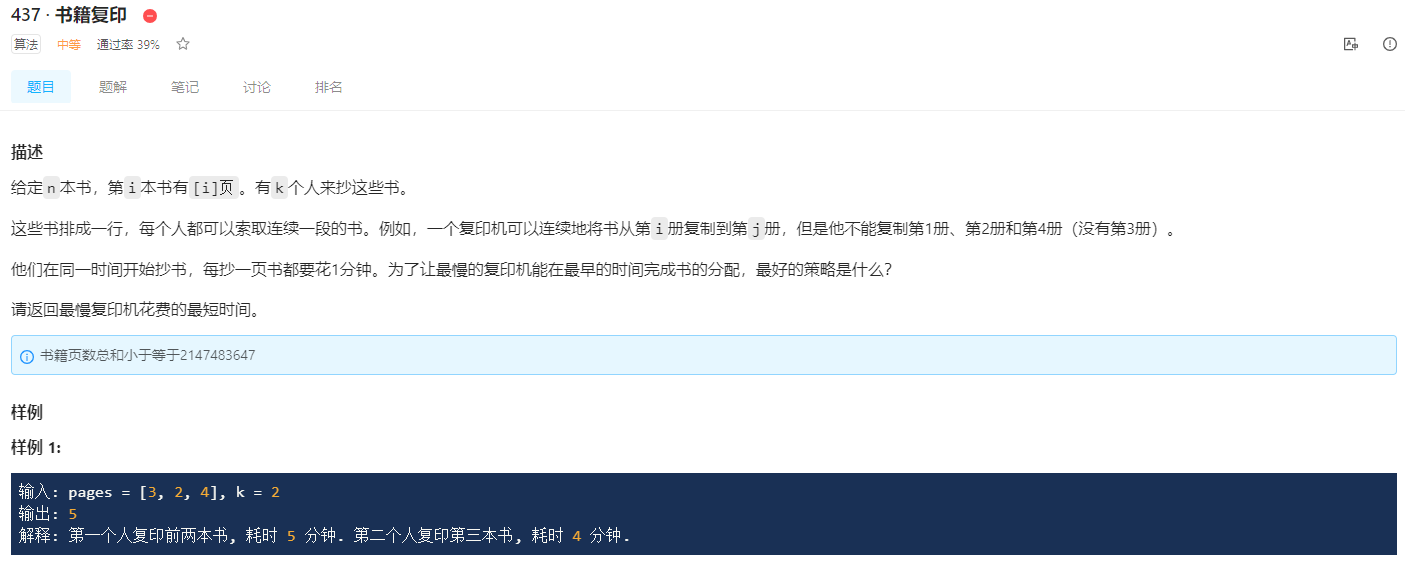 437 · 书籍复印
算法 中等 通过率 39%
题目 题解 笔记 讨论 排名
描述
给定 n 本书，第 i 本书有 [i]页 。有 k 个人来抄这些书。
这些书排成一行，每个人都可以索取连续一段的书。例如，一个复印机可以连续地将书从第 i 册复制到第 j 册，但是他不能复制第1册、第2册和第4册（没有第3册）。
他们在同一时间开始抄书，每抄一页书都要花1分钟。为了让最慢的复印机能在最早的时间完成书的分配，最好的策略是什么？
请返回最慢复印机花费的最短时间。
书籍页数总和小于等于2147483647
样例
样例 1:
输入: pages = [3, 2, 4], k = 2
输出: 5
解释: 第一个人复印前两本书, 耗时 5 分钟. 第二个人复印第三本书, 耗时 4 分钟.